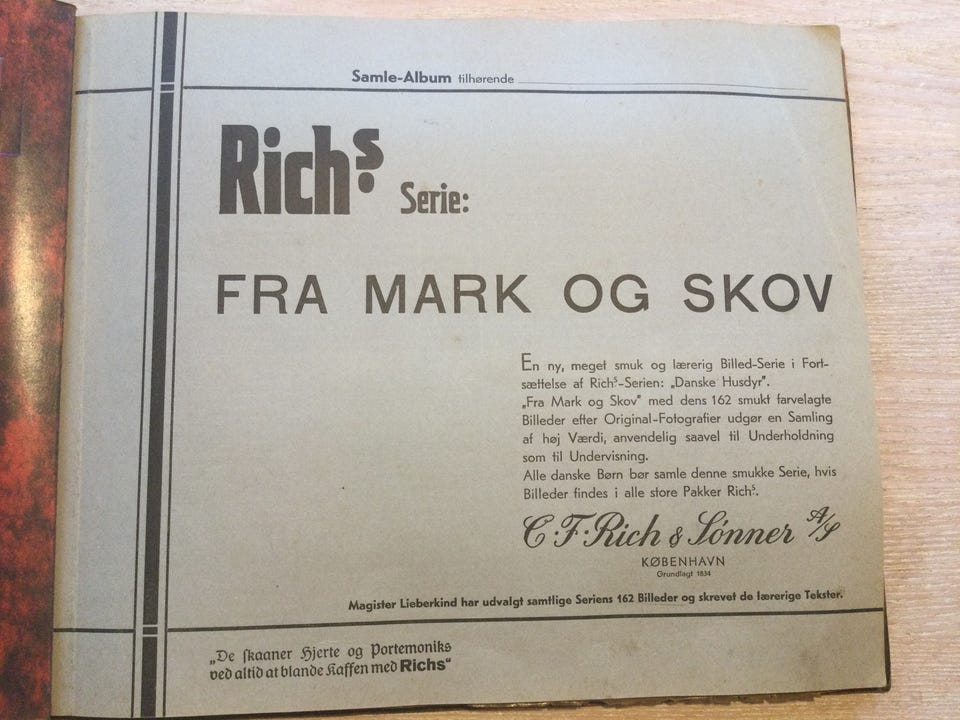 Samle-Album tilhørende
Richs.
Serie:
FRA MARK OG SKOV
En ny, meget smuk og lærerig Billed-Serie i Fort-
sættelse af Richs-Serien: „Danske Husdyr".
„Fra Mark og Skov" med dens 162 smukt farvelagte
Billeder efter Original-Fotografier udgør en Samling
af høj Værdi, anvendelig saavel til Underholdning
som til Undervisning.
Alle danske Børn bør samle denne smukke Serie, hvis
Billeder findes i alle store Pakker Richs.
C. F. Rich & Sønner A/S
KØBENHAVN
Grundlagt 1834
Magister Lieberkind har udvalgt samtlige Seriens 162 Billeder og skrevet de lærerige Tekster.
„De skaaner Hjerte og Portemoniks
ved altid at blande Kaffen med Richs"